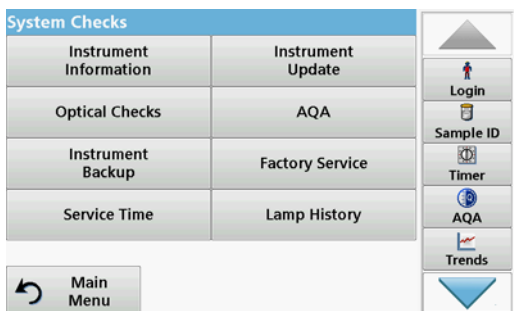 System Checks
Instrument
Information
Instrument
Update
Optical Checks
AQA
Instrument
Backup
Factory Service
Service Time
Lamp History
Main
Menu
Login
Sample ID
Timer
AQA
Trends